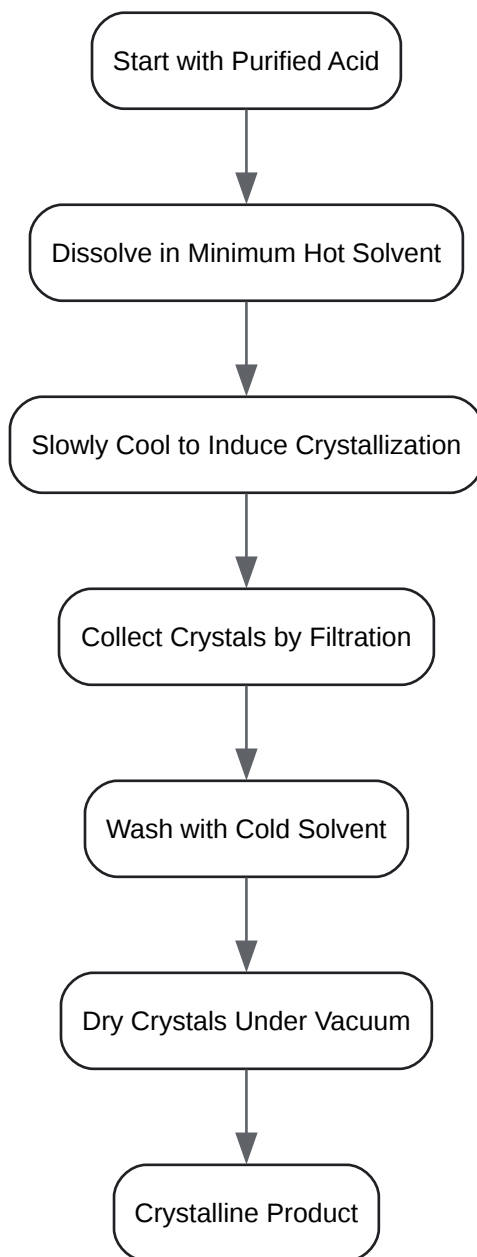 Start with Purified Acid
Dissolve in Minimum Hot Solvent
Slowly Cool to Induce Crystallization
Collect Crystals by Filtration
Wash with Cold Solvent
Dry Crystals Under Vacuum
Crystalline Product